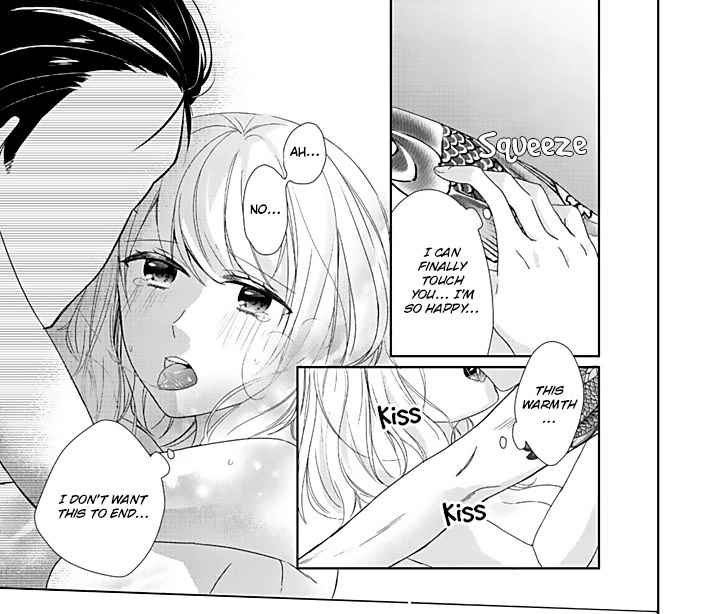 Squeeze
I CAN
FINALLY
TOUCH
YOU... I'M
SO HAPPY...
THIS
WARMTH
...
Kiss
Kiss
AH...
NO...
I DON'T WANT
THIS TO END...